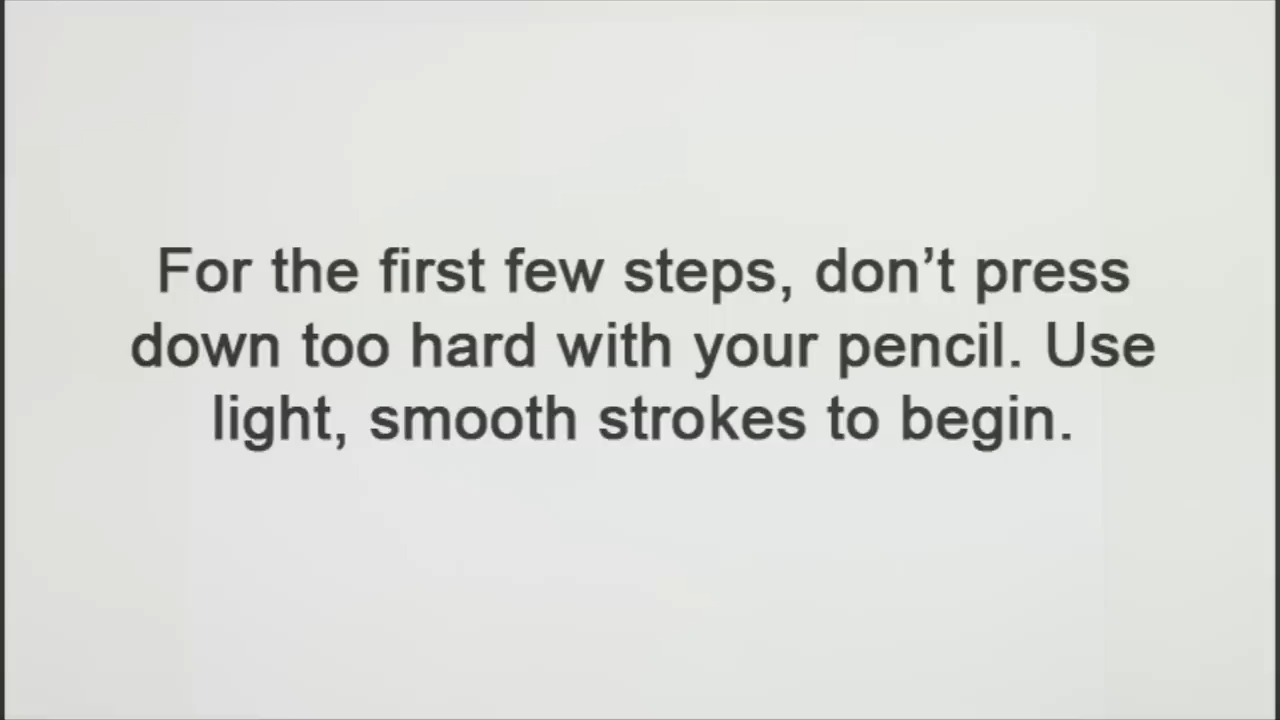 For the first few steps, don’t press
down too hard with your pencil. Use
light, smooth strokes to begin.